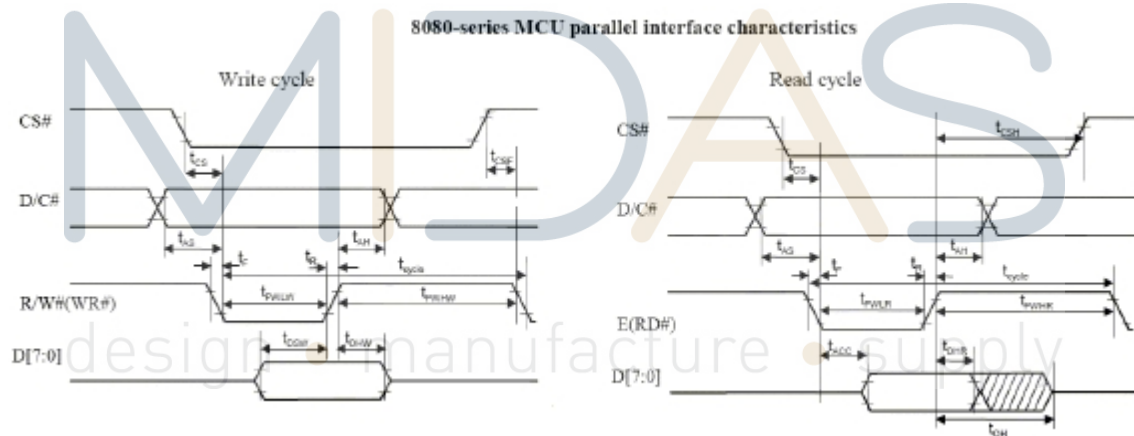 MIDAS
design • manufacture • supply
8080-series MCU parallel interface characteristics
Write cycle
CS#
tCS
tCSF
D/C#
tAS
tAH
tF
tR
tcycle
R/W#(WR#)
tPWLW
tPWHW
D[7:0]
tDSW
tDHW
Read cycle
CS#
tCSH
tCS
D/C#
tAS
tAH
tF
tR
tcycle
E(RD#)
tPWLR
tPWHR
D[7:0]
tACC
tDHR
tOH